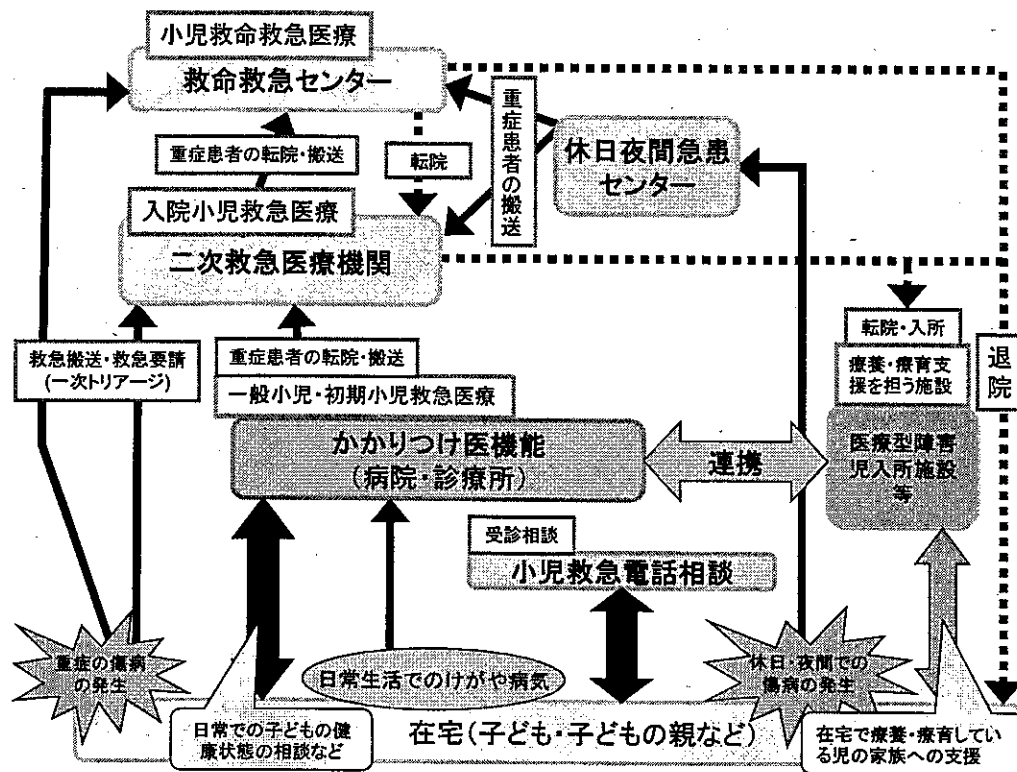 小児救命救急医療
救命救急センター
重症患者の転院・搬送
転院
重症患者の搬送
休日夜間急患
センター
入院小児救急医療
二次救急医療機関
救急搬送・救急要請
(一次トリアージ)
重症患者の転院・搬送
一般小児・初期小児救急医療
かかりつけ医機能
(病院・診療所)
連携
転院・入所
療養・療育支
援を担う施設
医療型障害
児入所施設
等
退院
受診相談
小児救急電話相談
重症の傷病
の発生
日常生活でのけがや病気
休日・夜間での
傷病の発生
日常での子どもの健
康状態の相談など
在宅(子ども・子どもの親など)
在宅で療養・療育してい
る児の家族への支援